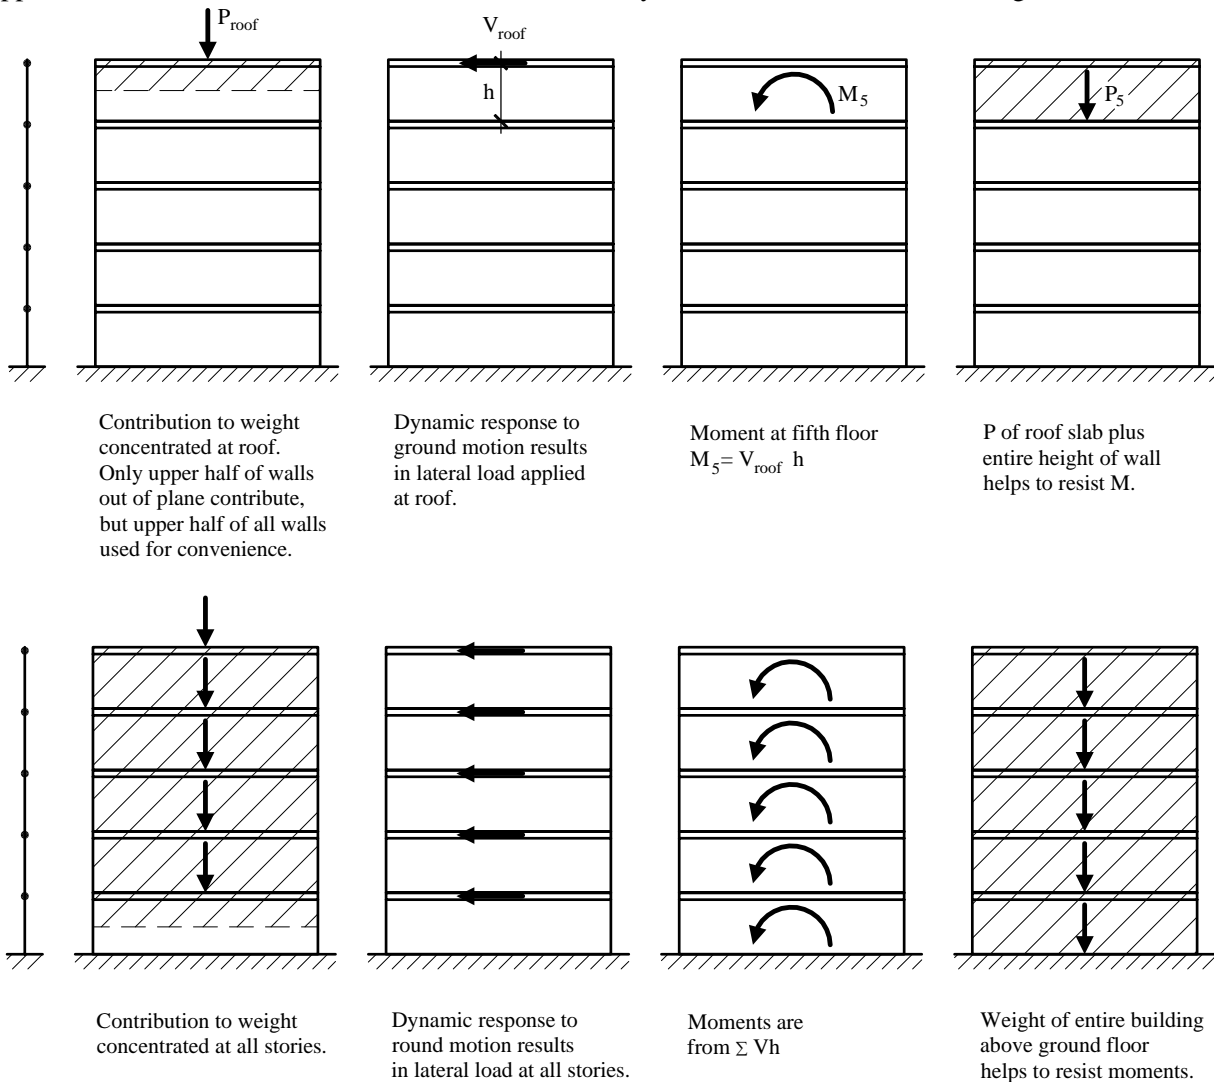 P roof
V roof
h
M 5
P 5
Contribution to weight
concentrated at roof.
Only upper half of walls
out of plane contribute,
but upper half of all walls
used for convenience.
Dynamic response to
ground motion results
in lateral load applied
at roof.
Moment at fifth floor
M5= Vroof h
P of roof slab plus
entire height of wall
helps to resist M.
Contribution to weight
concentrated at all stories.
Dynamic response to
round motion results
in lateral load at all stories.
Moments are
from Σ Vh
Weight of entire building
above ground floor
helps to resist moments.